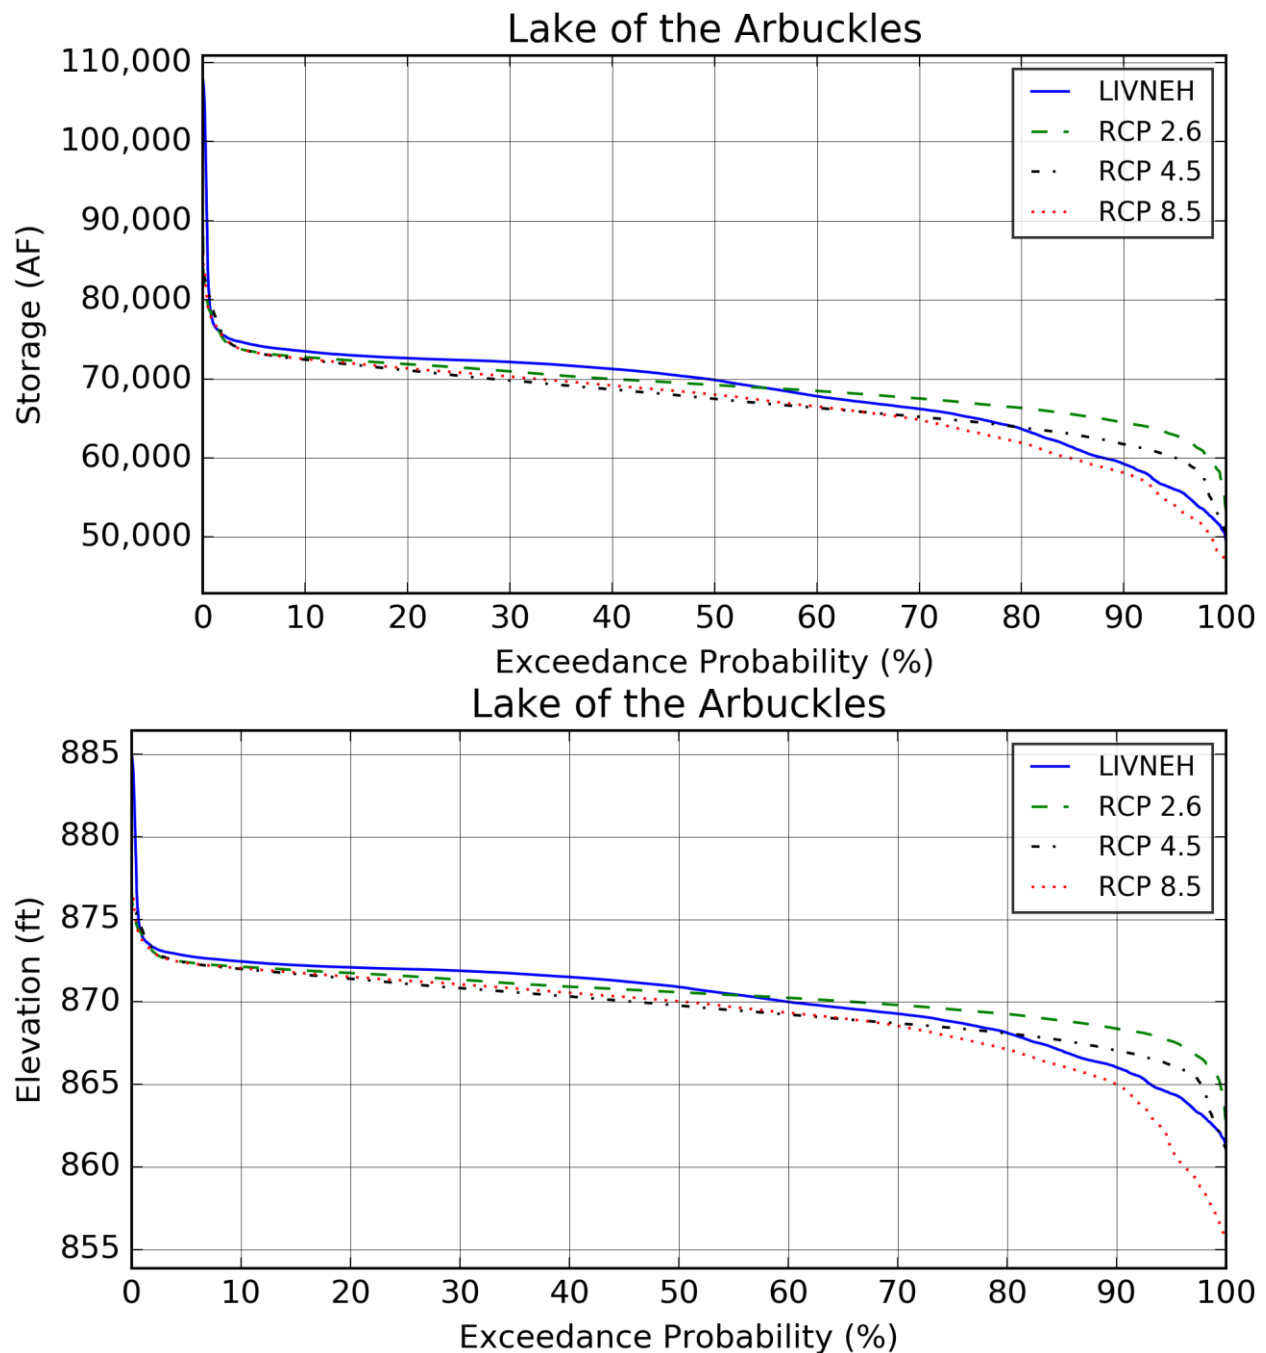 Lake of the Arbuckles
110,000
100,000
90,000
80,000
70,000
60,000
50,000
Storage (AF)
LIVNEH
RCP 2.6
RCP 4.5
RCP 8.5
0 10 20 30 40 50 60 70 80 90 100
Exceedance Probability (%)
Lake of the Arbuckles
885
880
875
870
865
860
855
Elevation (ft)
LIVNEH
RCP 2.6
RCP 4.5
RCP 8.5
0 10 20 30 40 50 60 70 80 90 100
Exceedance Probability (%)